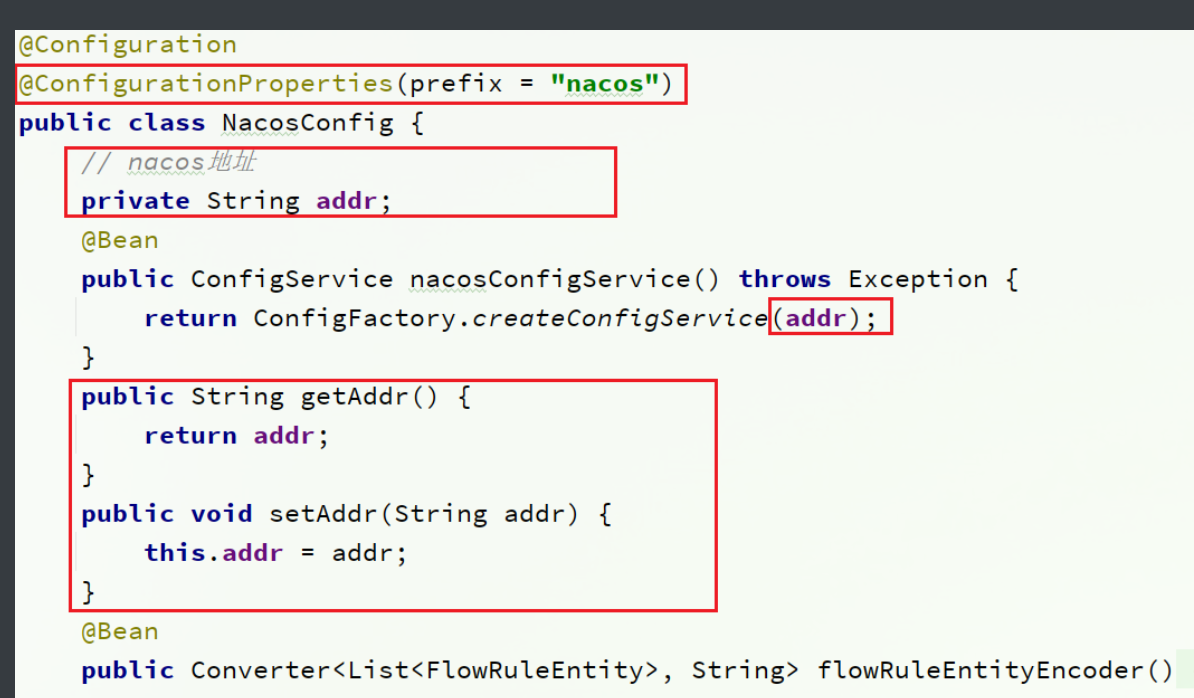 @Configuration
@ConfigurationProperties(prefix = "nacos")
public class NacosConfig {
// nacos地址
private String addr;
@Bean
public ConfigService nacosConfigService() throws Exception {
return ConfigFactory.createConfigService(addr);
}
public String getAddr() {
return addr;
}
public void setAddr(String addr) {
this.addr = addr;
}
@Bean
public Converter<List<FlowRuleEntity>, String> flowRuleEntityEncoder()